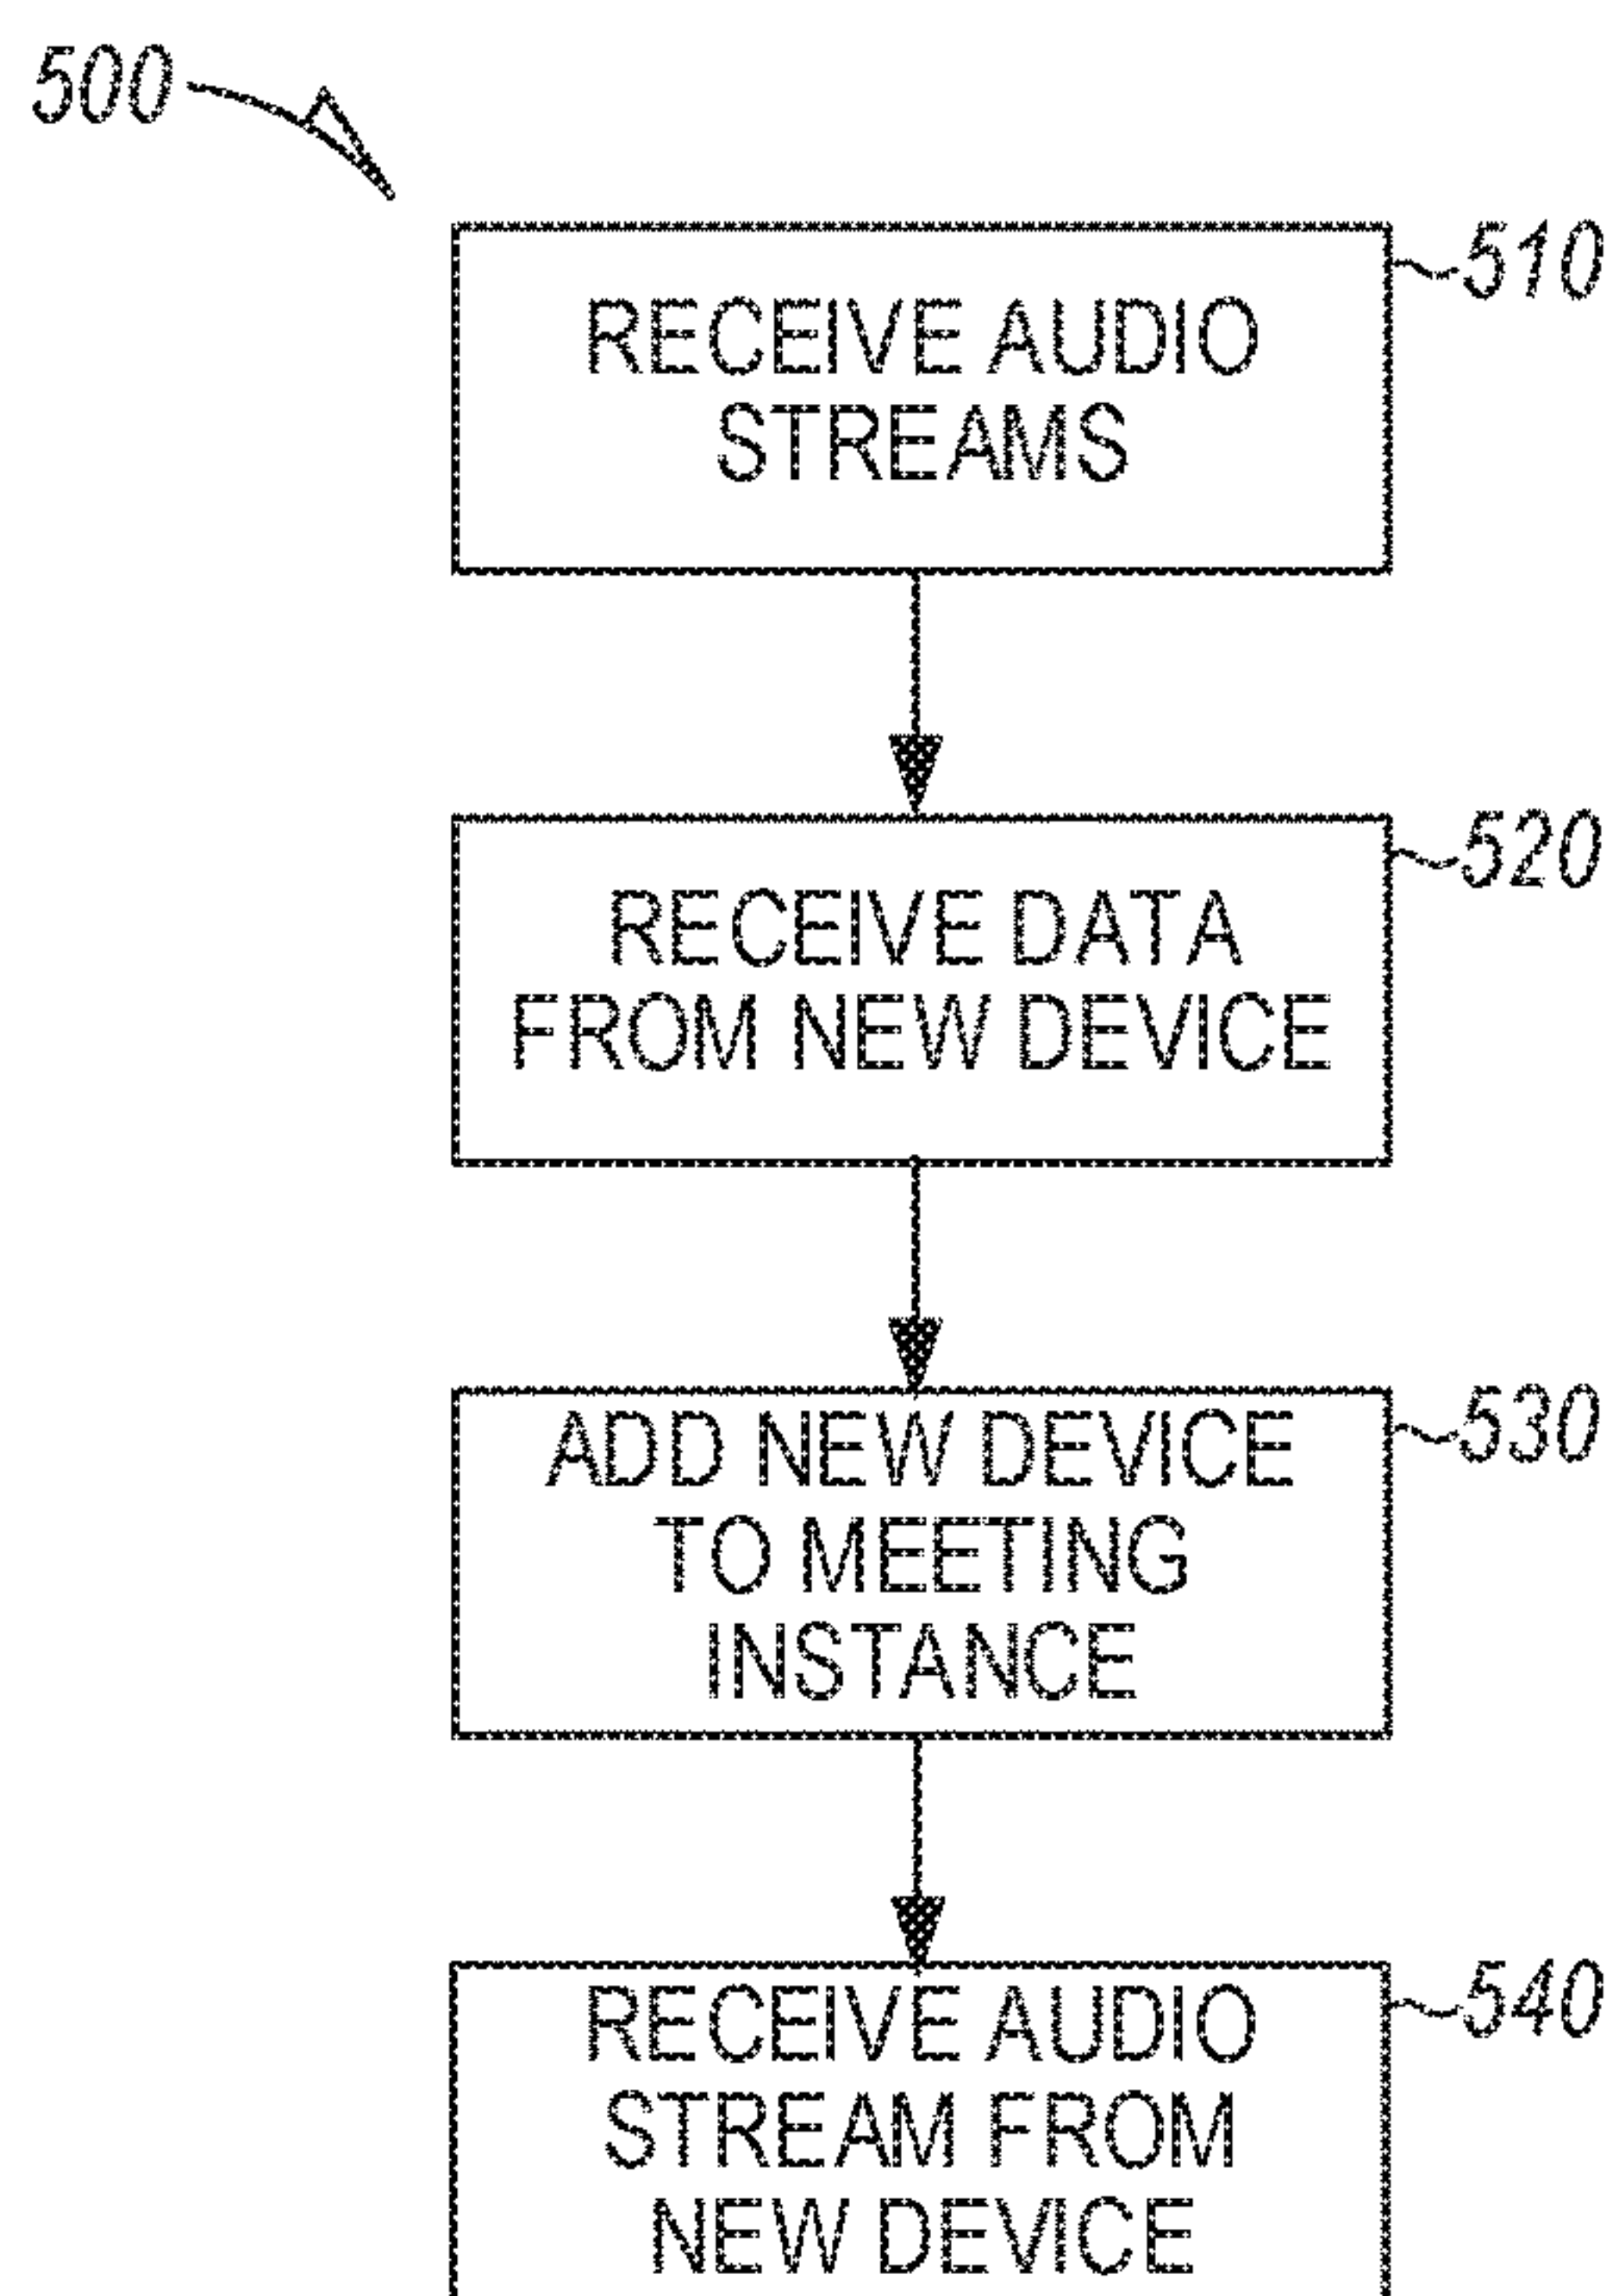 500
510
RECEIVE AUDIO
STREAMS
520
RECEIVE DATA
FROM NEW DEVICE
530
ADD NEW DEVICE
TO MEETING
INSTANCE
540
RECEIVE AUDIO
STREAM FROM
NEW DEVICE